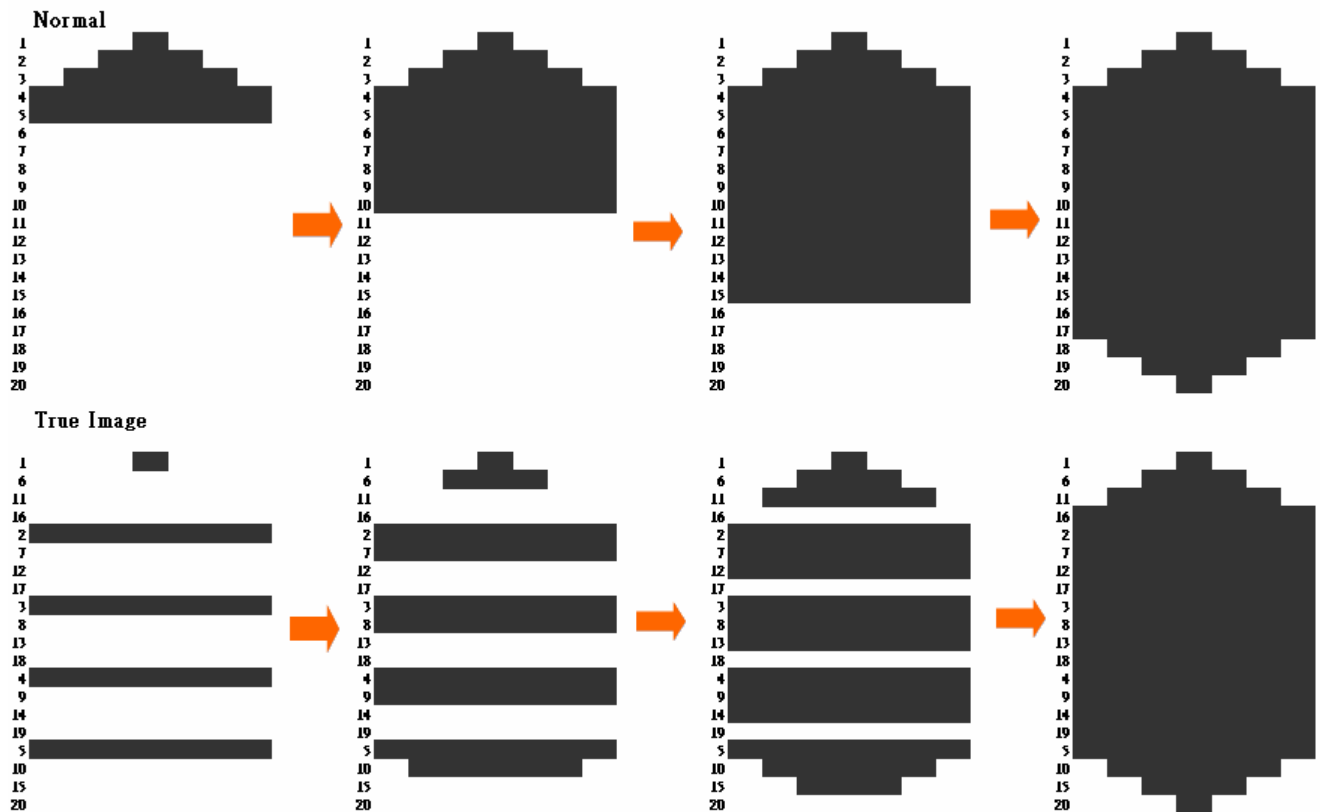 Normal
1 1 1 1
2 2 2 2
3 3 3 3
4 4 4 4
5 5 5 5
6 6 6 6
7 7 7 7
8 8 8 8
9 9 9 9
10 10 10 10
11 11 11 11
12 12 12 12
13 13 13 13
14 14 14 14
15 15 15 15
16 16 16 16
17 17 17 17
18 18 18 18
19 19 19 19
20 20 20 20
True Image
1 1 1 1
6 6 6 6
11 11 11 11
16 16 16 16
2 2 2 2
7 7 7 7
12 12 12 12
17 17 17 17
3 3 3 3
8 8 8 8
13 13 13 13
18 18 18 18
4 4 4 4
9 9 9 9
14 14 14 14
19 19 19 19
5 5 5 5
10 10 10 10
15 15 15 15
20 20 20 20